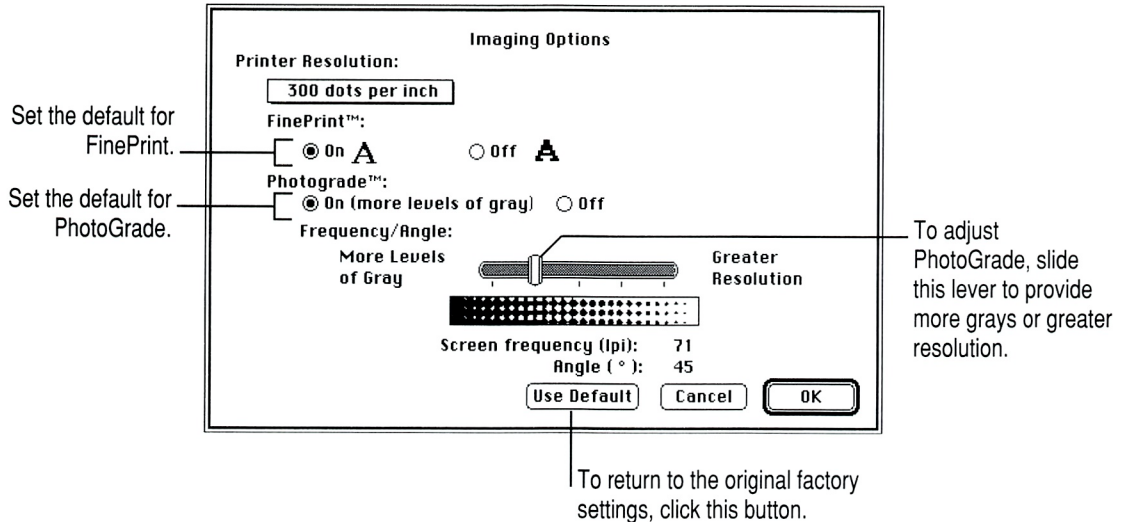 Imaging Options
Printer Resolution:
300 dots per inch
Set the default for
FinePrint.
FinePrint™:
On A Off A
Set the default for
PhotoGrade.
Photograde™:
On (more levels of gray) Off
Frequency/Angle:
More Levels
of Gray
Greater
Resolution
To adjust
PhotoGrade, slide
this lever to provide
more grays or greater
resolution.
Screen frequency (lpi): 71
Angle ( ° ): 45
Use Default Cancel OK
To return to the original factory
settings, click this button.